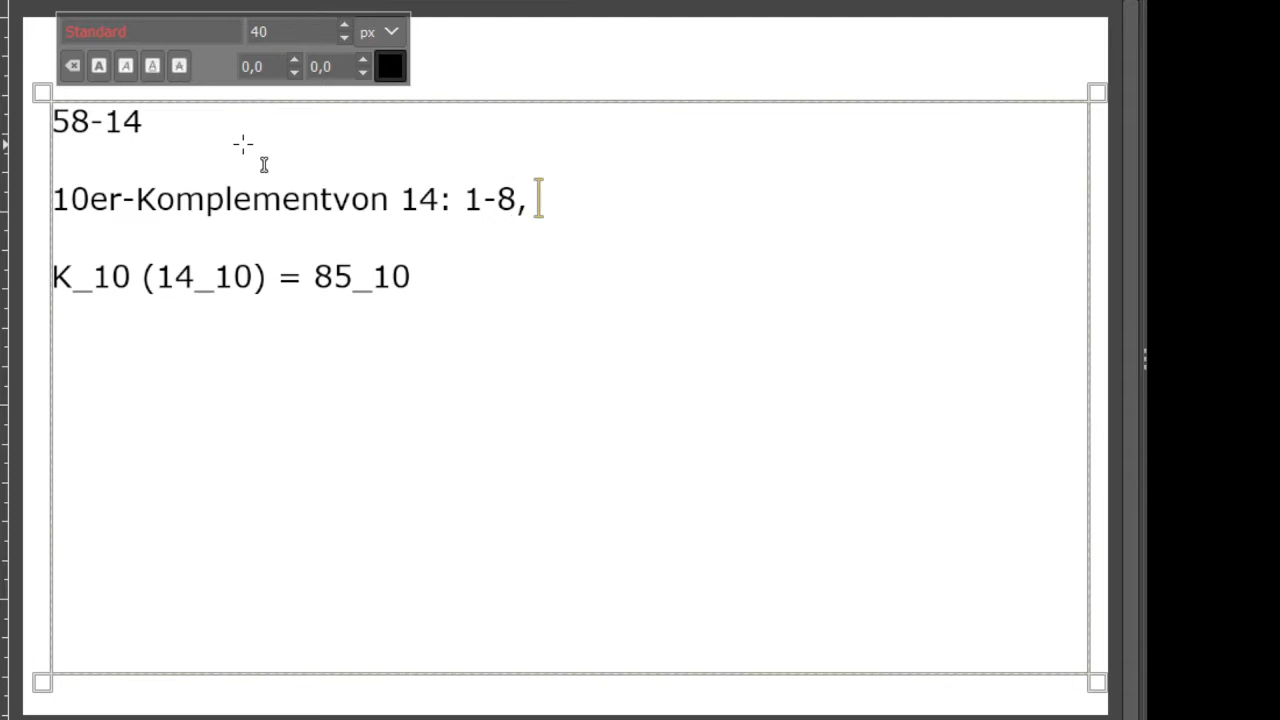 Standard
40
px
0,0
0,0
58-14
10er-Komplementvon 14: 1-8,
K_10 (14_10) = 85_10